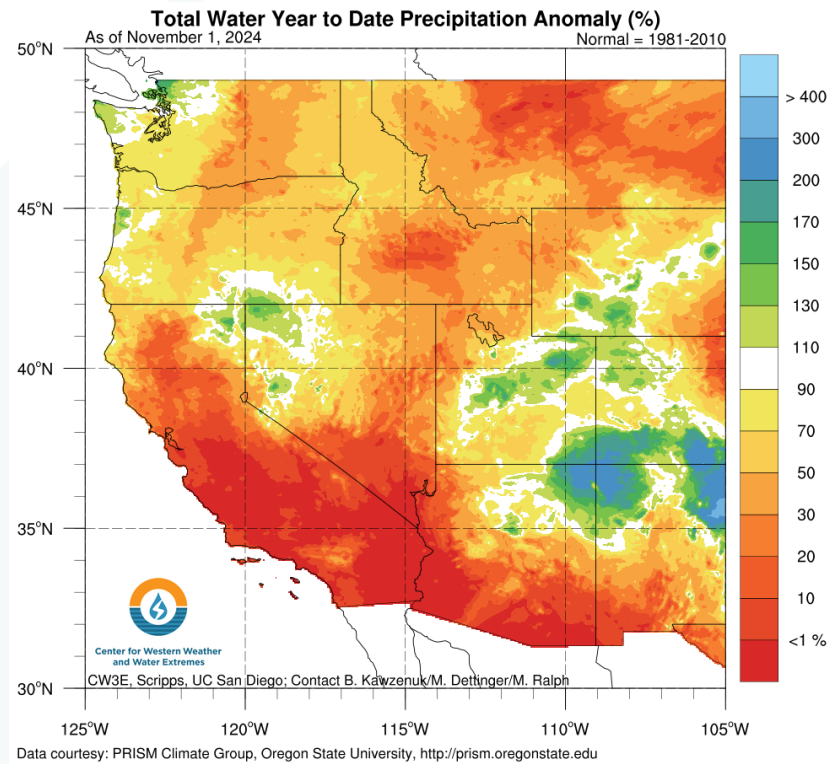 Total Water Year to Date Precipitation Anomaly (%)
As of November 1, 2024
Normal = 1981-2010
50°N
45°N
40°N
35°N
30°N
125°W
120°W
115°W
110°W
105°W
> 400
300
200
170
150
130
110
90
70
50
30
20
10
<1 %
Center for Western Weather
and Water Extremes
CW3E, Scripps, UC San Diego; Contact B. Kawzenuk/M. Dettinger/M. Ralph
Data courtesy: PRISM Climate Group, Oregon State University, http://prism.oregonstate.edu